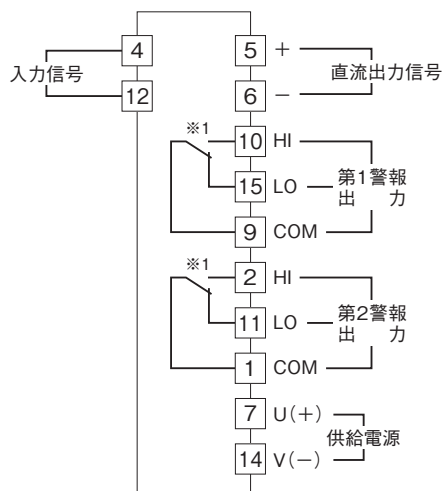 4
12
入力信号
5 +
6 −
直流出力信号
※1
10 HI
15 LO
9 COM
第1警報
出 力
※1
2 HI
11 LO
1 COM
第2警報
出 力
7 U(+)
14 V(−)
供給電源